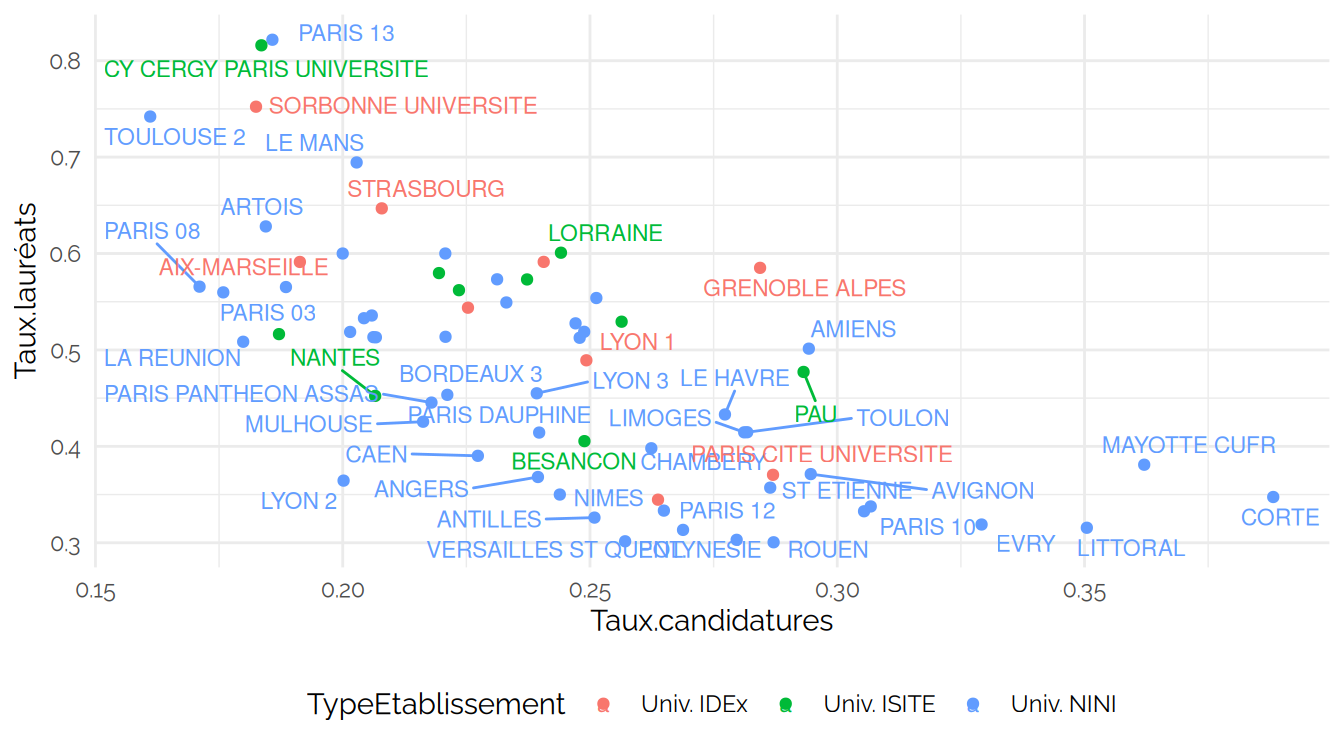 PARIS 13
0.8
CY CERGY PARIS UNIVERSITE
SORBONNE UNIVERSITE
TOULOUSE 2
LE MANS
0.7
STRASBOURG
ARTOIS
PARIS 08
LORRAINE
0.6
AIX-MARSEILLE
GRENOBLE ALPES
PARIS 03
AMIENS
LYON 1
0.5
LA REUNION
NANTES
BORDEAUX 3
LYON 3
LE HAVRE
PARIS PANTHEON ASSAS
PARIS DAUPHINE
PAU
MULHOUSE
LIMOGES
TOULON
0.4
MAYOTTE CUFR
CAEN
BESANCON
CHAMBERY
PARIS CITE UNIVERSITE
ANGERS
ST ETIENNE
AVIGNON
LYON 2
NIMES
PARIS 12
CORTE
ANTILLES
PARIS 10
0.3
VERSAILLES ST QUENT
POLYNESIE
ROUEN
EVRY
LITTORAL
Taux.lauréats
0.15
0.20
0.25
0.30
0.35
Taux.candidatures
TypeEtablissement
Univ. IDEx
Univ. ISITE
Univ. NINI